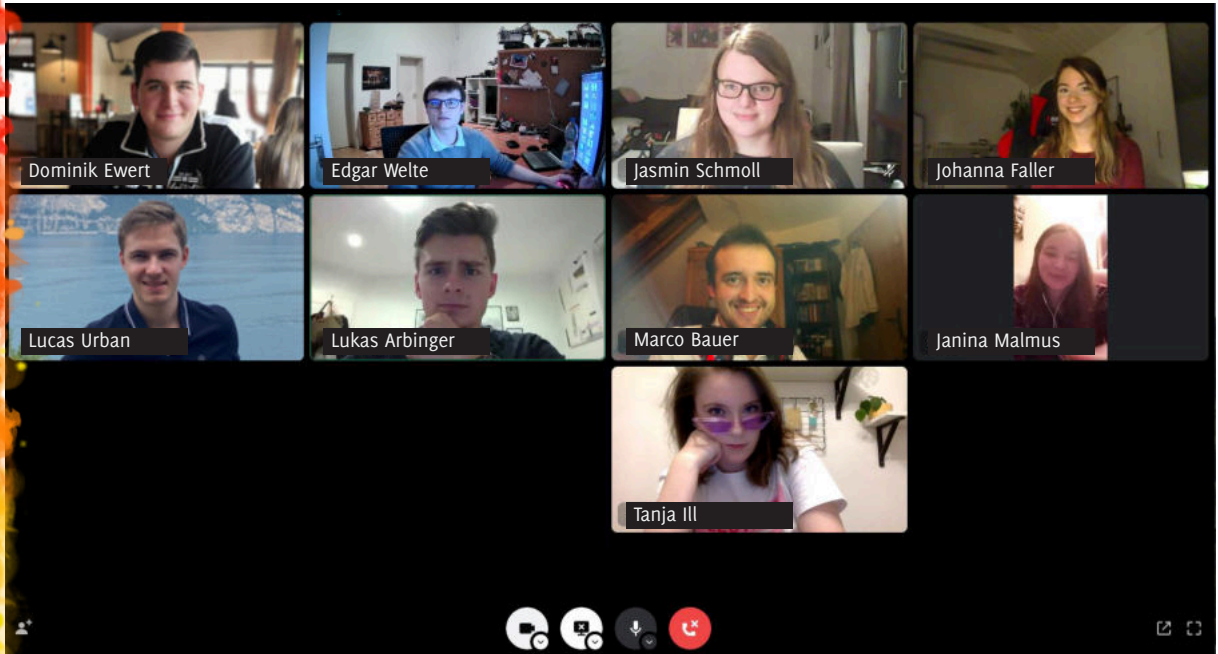 Dominik Ewert
Edgar Welte
Jasmin Schmoll
Johanna Faller
Lucas Urban
Lukas Arbinger
Marco Bauer
Janina Malmus
Tanja Ill